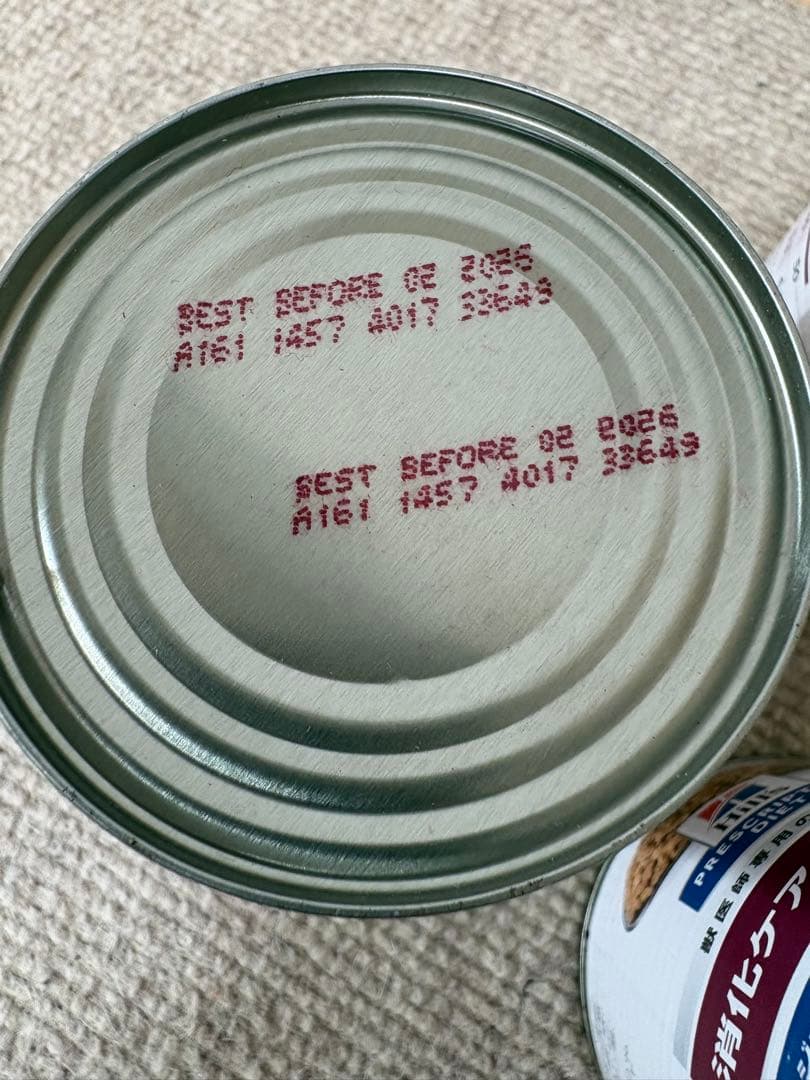 BEST BEFORE 02 2026
A161 1457 4017 33649
BEST BEFORE 02 2026
A161 1457 4017 33649
Hill's
PRESCRIPTION
DIET
獣医師専用
消化ケア